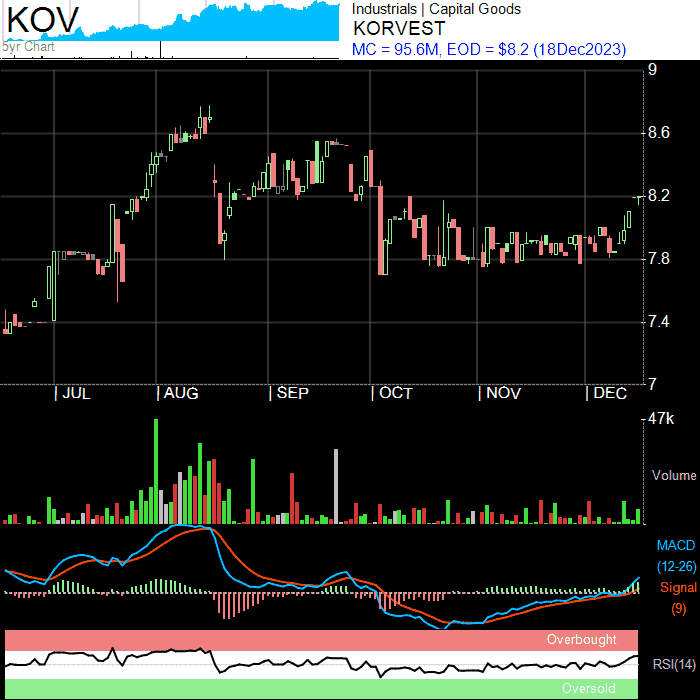 KOV
5yr Chart
Industrials | Capital Goods
KORVEST
MC = 95.6M, EOD = $8.2 (18Dec2023)
9
8.6
8.2
7.8
7.4
7
| JUL | AUG | SEP | OCT | NOV | DEC
47k
Volume
MACD
(12-26)
Signal
(9)
Overbought
RSI(14)
Oversold